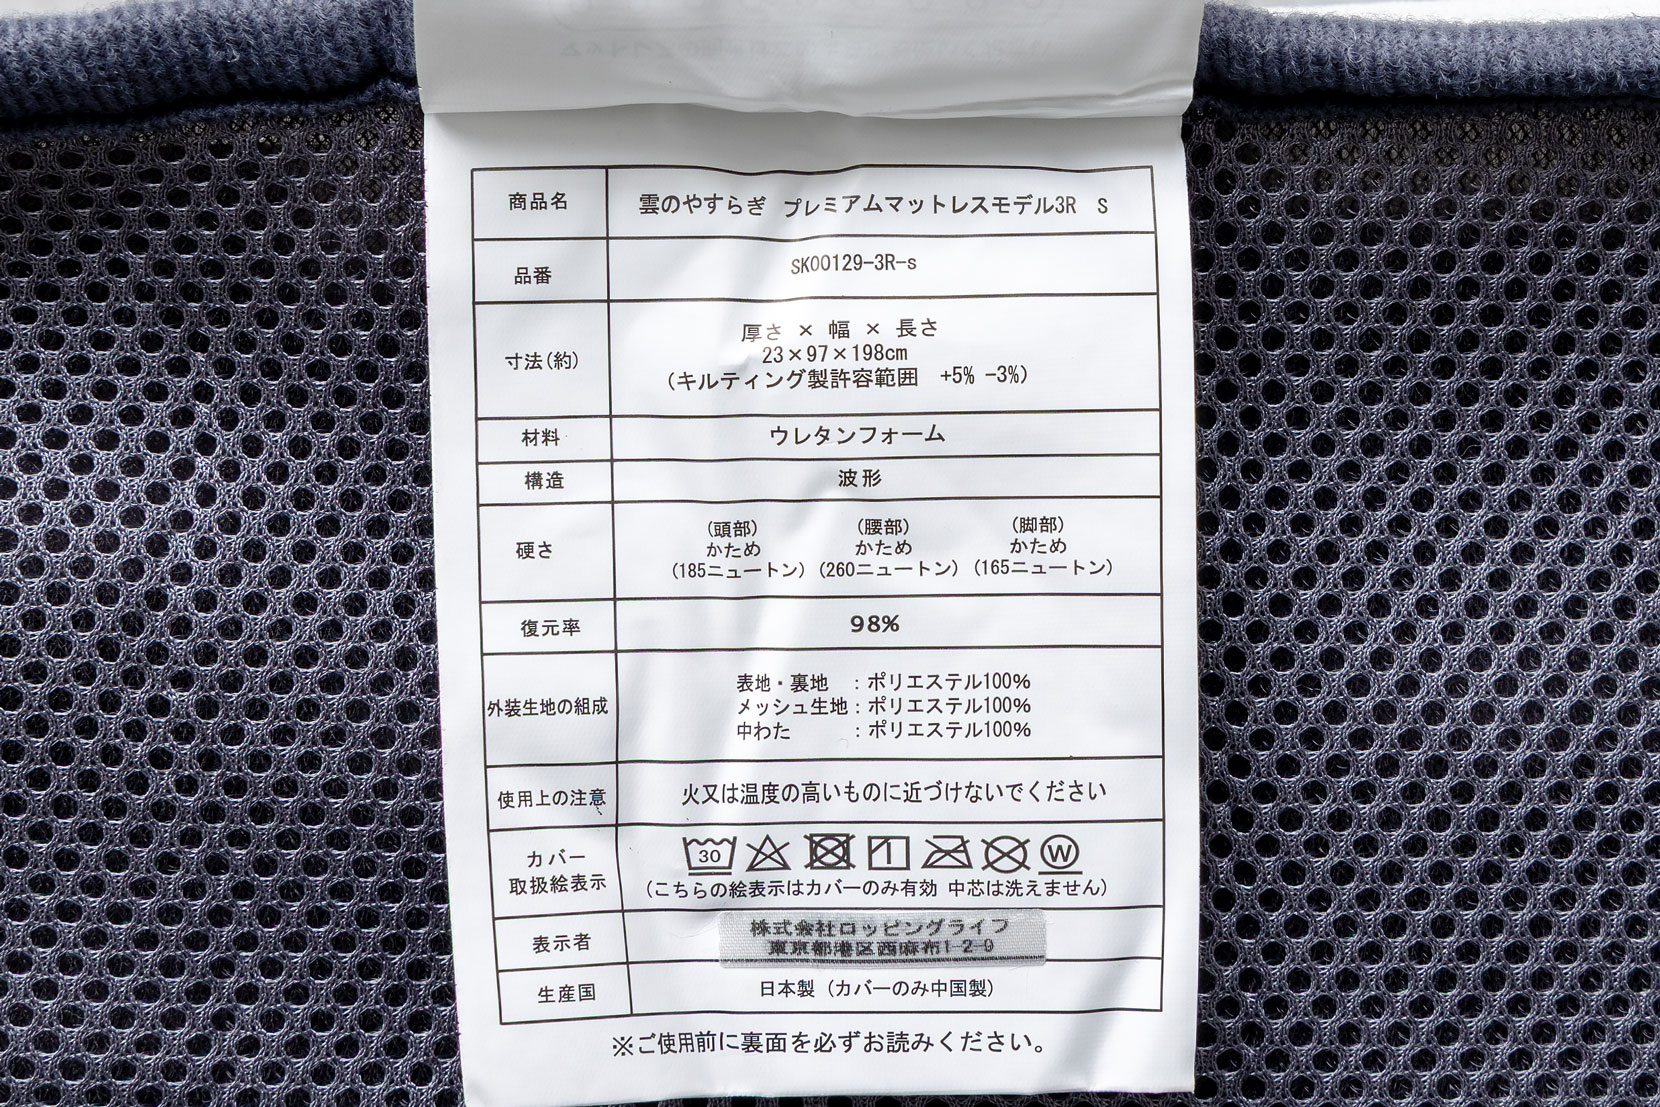 商品名 雲のやすらぎ プレミアムマットレスモデル3R S
品番 SK00129-3R-s
寸法(約) 厚さ × 幅 × 長さ
23×97×198cm
(キルティング製許容範囲 +5% -3%)
材料 ウレタンフォーム
構造 波形
硬さ (頭部) (腰部) (脚部)
かため かため かため
(185ニュートン) (260ニュートン) (165ニュートン)
復元率 98%
外装生地の組成 表地・裏地 : ポリエステル100%
メッシュ生地 : ポリエステル100%
中わた : ポリエステル100%
使用上の注意 火又は温度の高いものに近づけないでください
カバー
取扱絵表示
30 W
(こちらの絵表示はカバーのみ有効 中芯は洗えません)
表示者 株式会社ロッピングライフ
東京都港区西麻布1-2-9
生産国 日本製 (カバーのみ中国製)
※ご使用前に裏面を必ずお読みください。